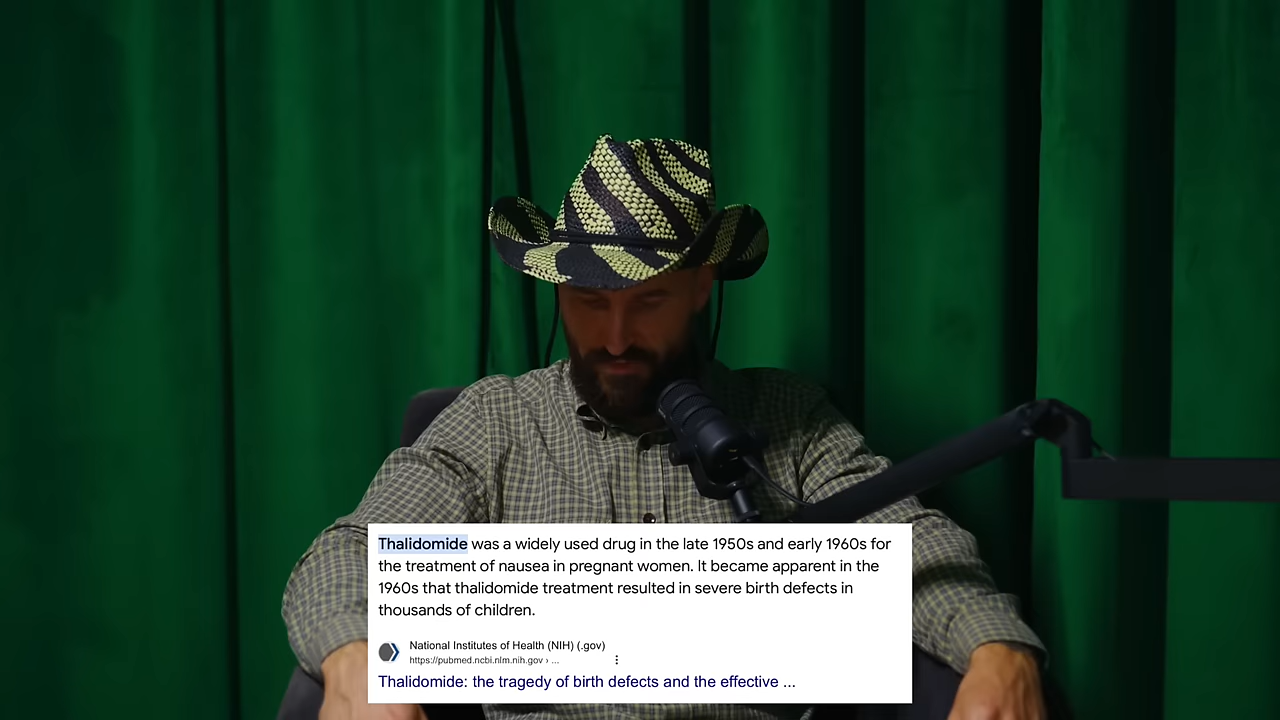 Thalidomide was a widely used drug in the late 1950s and early 1960s for
the treatment of nausea in pregnant women. It became apparent in the
1960s that thalidomide treatment resulted in severe birth defects in
thousands of children.
National Institutes of Health (NIH) (.gov)
https://pubmed.ncbi.nlm.nih.gov › ...
Thalidomide: the tragedy of birth defects and the effective ...